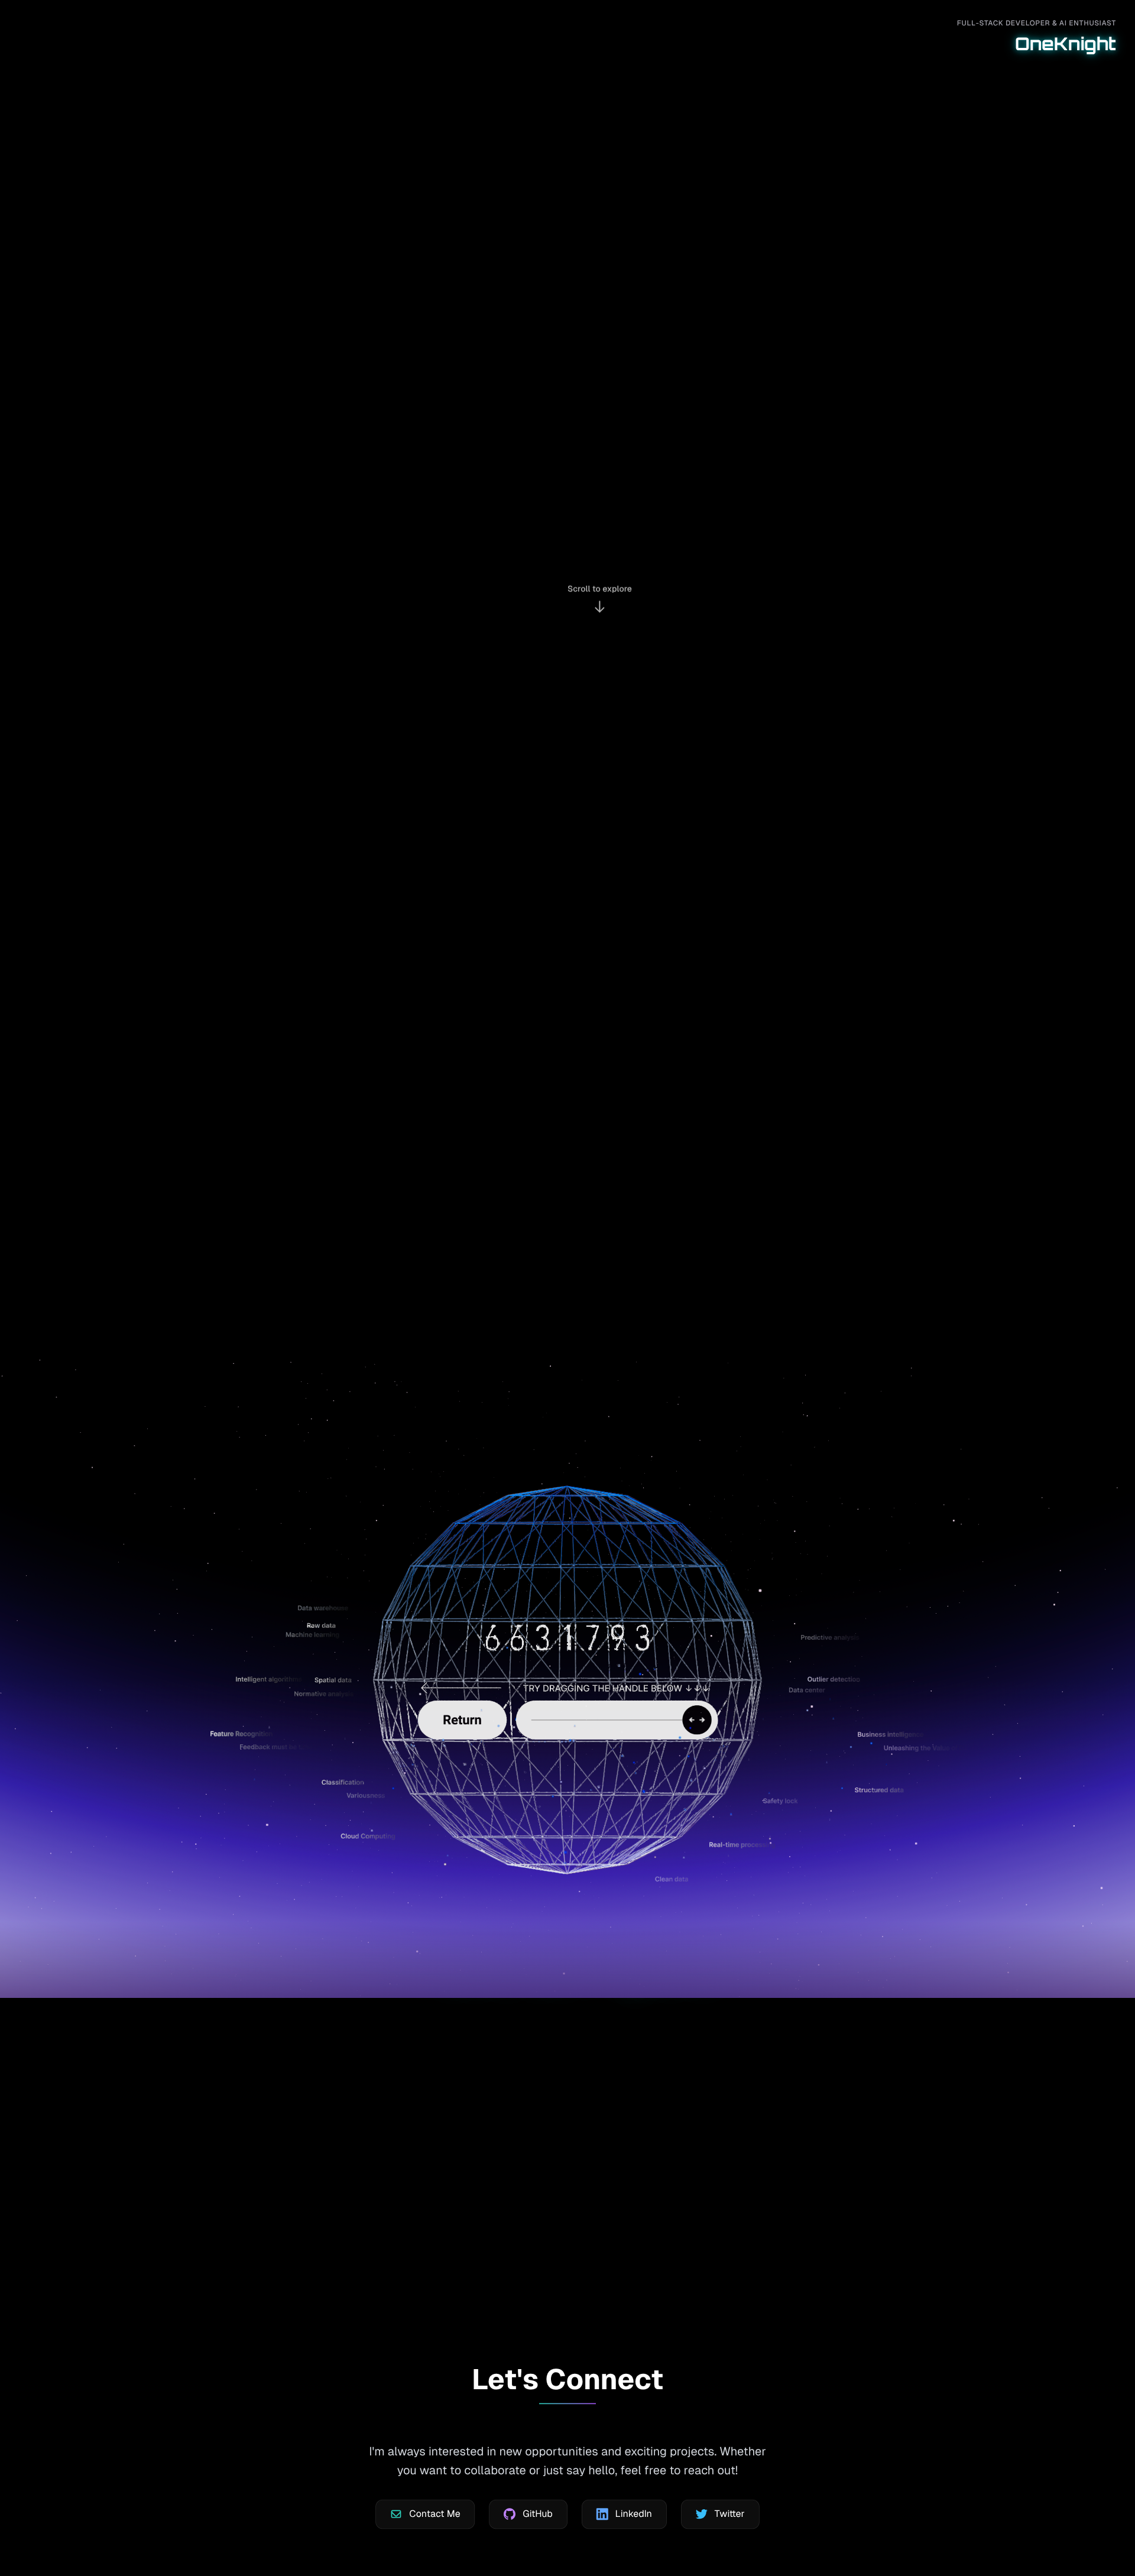 FULL-STACK DEVELOPER & AI ENTHUSIAST
OneKnight
Scroll to explore
↓
Data warehouse
Raw data
Machine learning
6631793
Predictive analysis
Intelligent algorithms
Spatial data
Normative analysis
Outlier detection
Data center
TRY DRAGGING THE HANDLE BELOW ↓↓↓
Return
Feature Recognition
Feedback must
Business Intelligence
Unleashing the Value
Classification
Variousness
Structured data
Safety lock
Cloud Computing
Real-time
Clean data
Let's Connect
I'm always interested in new opportunities and exciting projects. Whether
you want to collaborate or just say hello, feel free to reach out!
Contact Me
GitHub
LinkedIn
Twitter